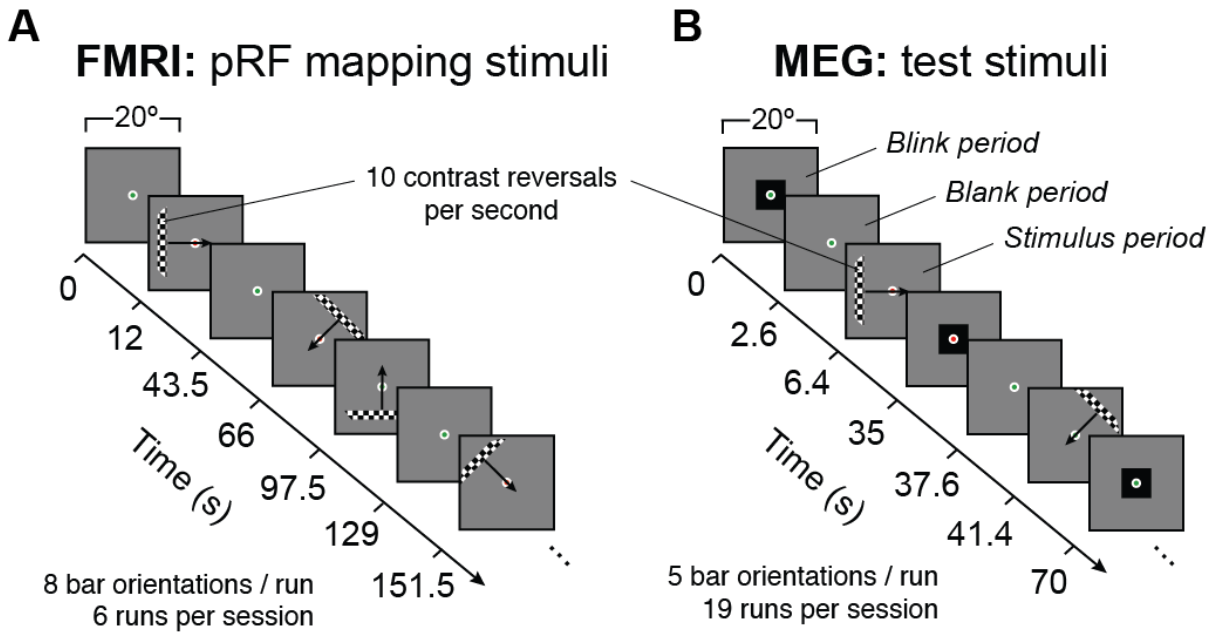 A
FMRI: pRF mapping stimuli
20º
10 contrast reversals
per second
0
12
43.5
66
97.5
129
151.5
Time (s)
8 bar orientations / run
6 runs per session
...
B
MEG: test stimuli
20º
Blink period
Blank period
Stimulus period
0
2.6
6.4
35
37.6
41.4
70
Time (s)
5 bar orientations / run
19 runs per session
...